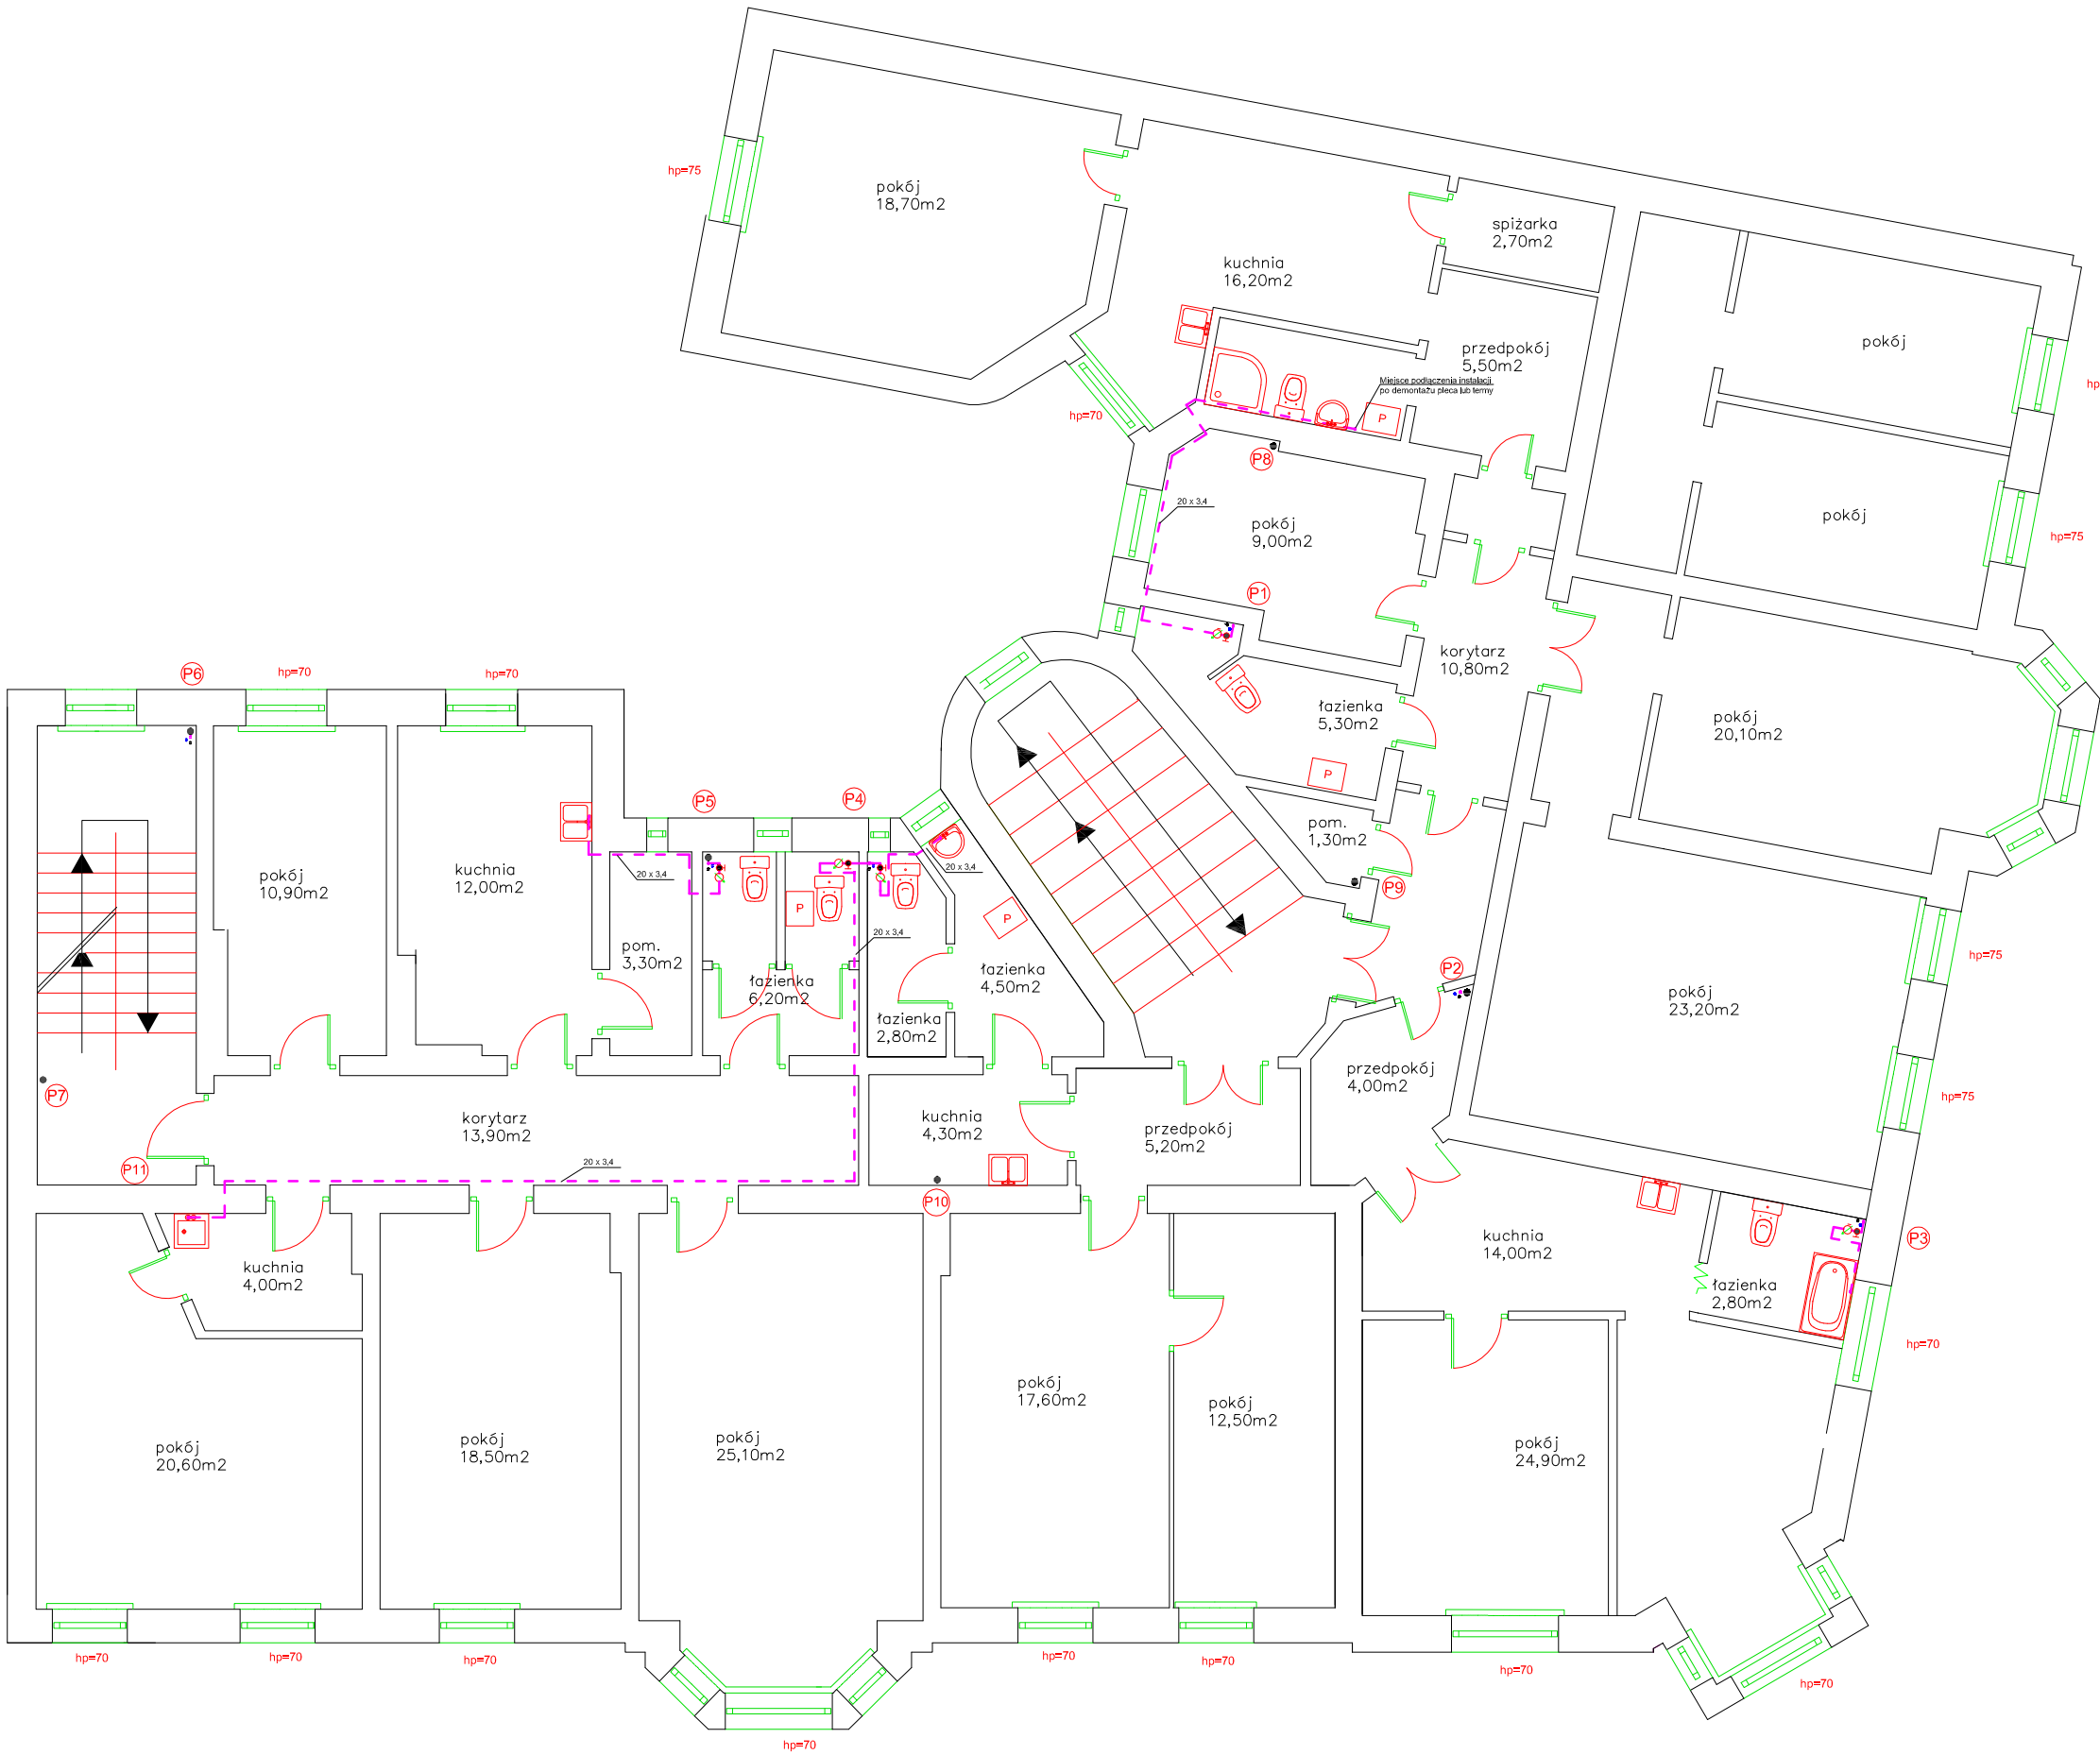 hp=75
pokój
18,70m2
spiżarka
2,70m2
kuchnia
16,20m2
pokój
przedpokój
5,50m2
Miejsce podłączenia instalacji
po demontażu pieca lub termy
hp
hp=70
P
P8
20 x 3,4
pokój
9,00m2
pokój
hp=75
P1
korytarz
10,80m2
P6
hp=70
hp=70
łazienka
5,30m2
pokój
20,10m2
P
P5
P4
pom.
1,30m2
kuchnia
12,00m2
pokój
10,90m2
20 x 3,4
20 x 3,4
P9
P
P
20 x 3,4
pom.
3,30m2
łazienka
6,20m2
łazienka
4,50m2
P2
hp=75
pokój
23,20m2
łazienka
2,80m2
przedpokój
4,00m2
P7
hp=75
korytarz
13,90m2
kuchnia
4,30m2
przedpokój
5,20m2
P11
20 x 3,4
P10
kuchnia
14,00m2
P3
kuchnia
4,00m2
łazienka
2,80m2
hp=70
pokój
17,60m2
pokój
12,50m2
pokój
20,60m2
pokój
18,50m2
pokój
25,10m2
pokój
24,90m2
hp=70
hp=70
hp=70
hp=70
hp=70
hp=70
hp=70
hp=70